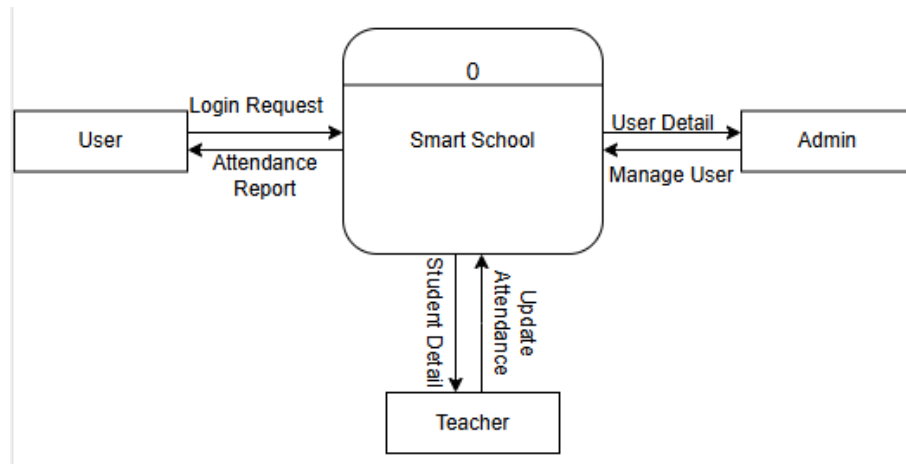 0
Login Request
User
Smart School
User Detail
Admin
Attendance
Report
Manage User
Student Detail
Update
Attendance
Teacher